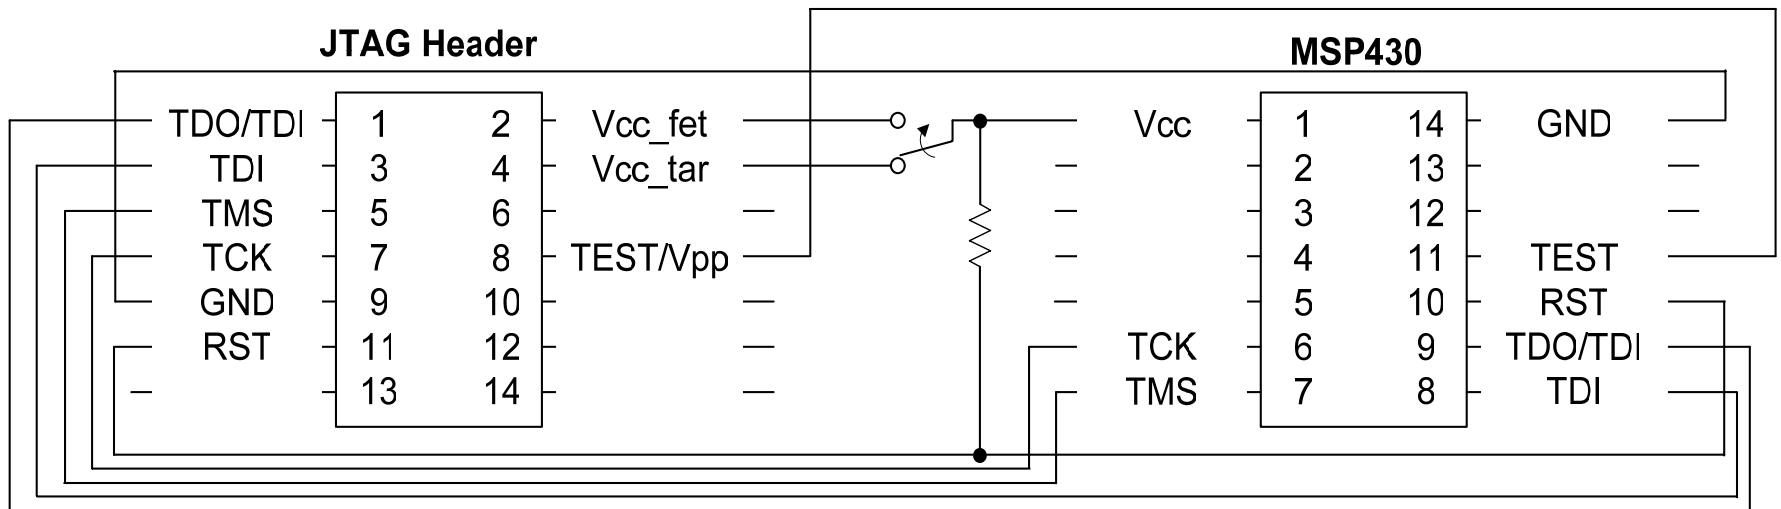 JTAG Header
MSP430
TDO/TDI 1 2 Vcc_fet Vcc 1 14 GND
TDI 3 4 Vcc_tar 2 13
TMS 5 6 3 12
TCK 7 8 TEST/Vpp 4 11 TEST
GND 9 10 5 10 RST
RST 11 12 TCK 6 9 TDO/TDI
13 14 TMS 7 8 TDI